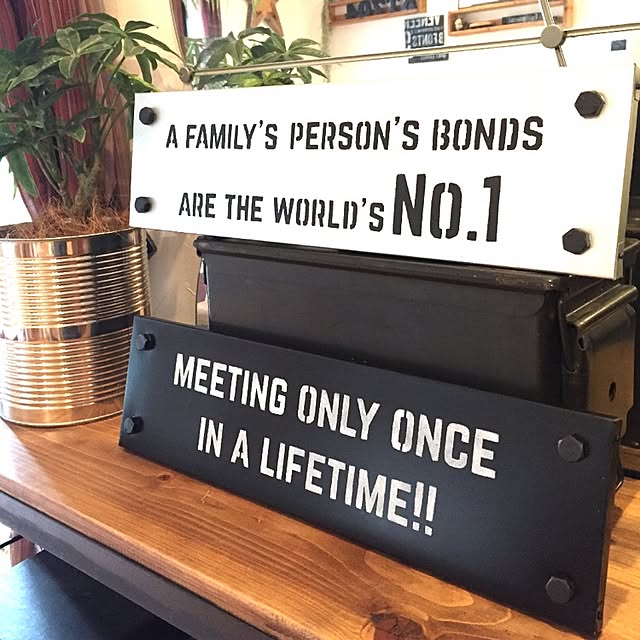 A FAMILY'S PERSON'S BONDS
ARE THE WORLD'S NO.1
MEETING ONLY ONCE
IN A LIFETIME!!